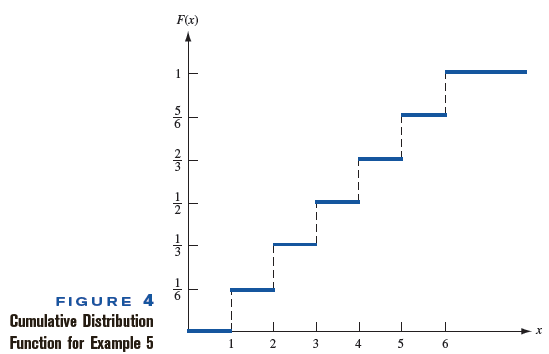 F(x)
1
5/6
2/3
1/2
1/3
1/6
1 2 3 4 5 6 x
FIGURE 4
Cumulative Distribution
Function for Example 5